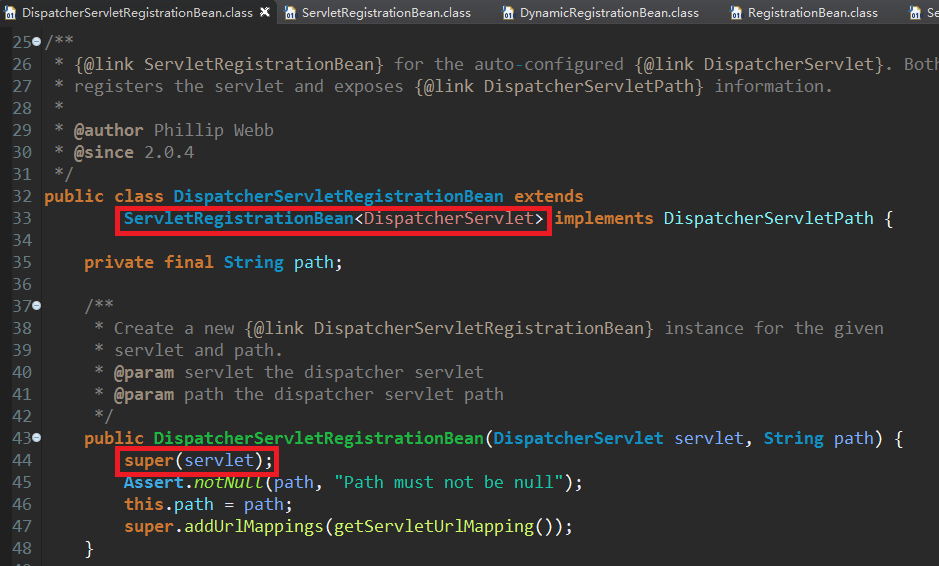 DispatcherServletRegistrationBean.class ServletRegistrationBean.class DynamicRegistrationBean.class RegistrationBean.class Se
25 /**
26 * {@link ServletRegistrationBean} for the auto-configured {@link DispatcherServlet}. Both
27 * registers the servlet and exposes {@link DispatcherServletPath} information.
28 *
29 * @author Phillip Webb
30 * @since 2.0.4
31 */
32 public class DispatcherServletRegistrationBean extends
33 ServletRegistrationBean<DispatcherServlet> implements DispatcherServletPath {
34
35 private final String path;
36
37 /**
38 * Create a new {@link DispatcherServletRegistrationBean} instance for the given
39 * servlet and path.
40 * @param servlet the dispatcher servlet
41 * @param path the dispatcher servlet path
42 */
43 public DispatcherServletRegistrationBean(DispatcherServlet servlet, String path) {
44 super(servlet);
45 Assert.notNull(path, "Path must not be null");
46 this.path = path;
47 super.addUrlMappings(getServletUrlMapping());
48 }